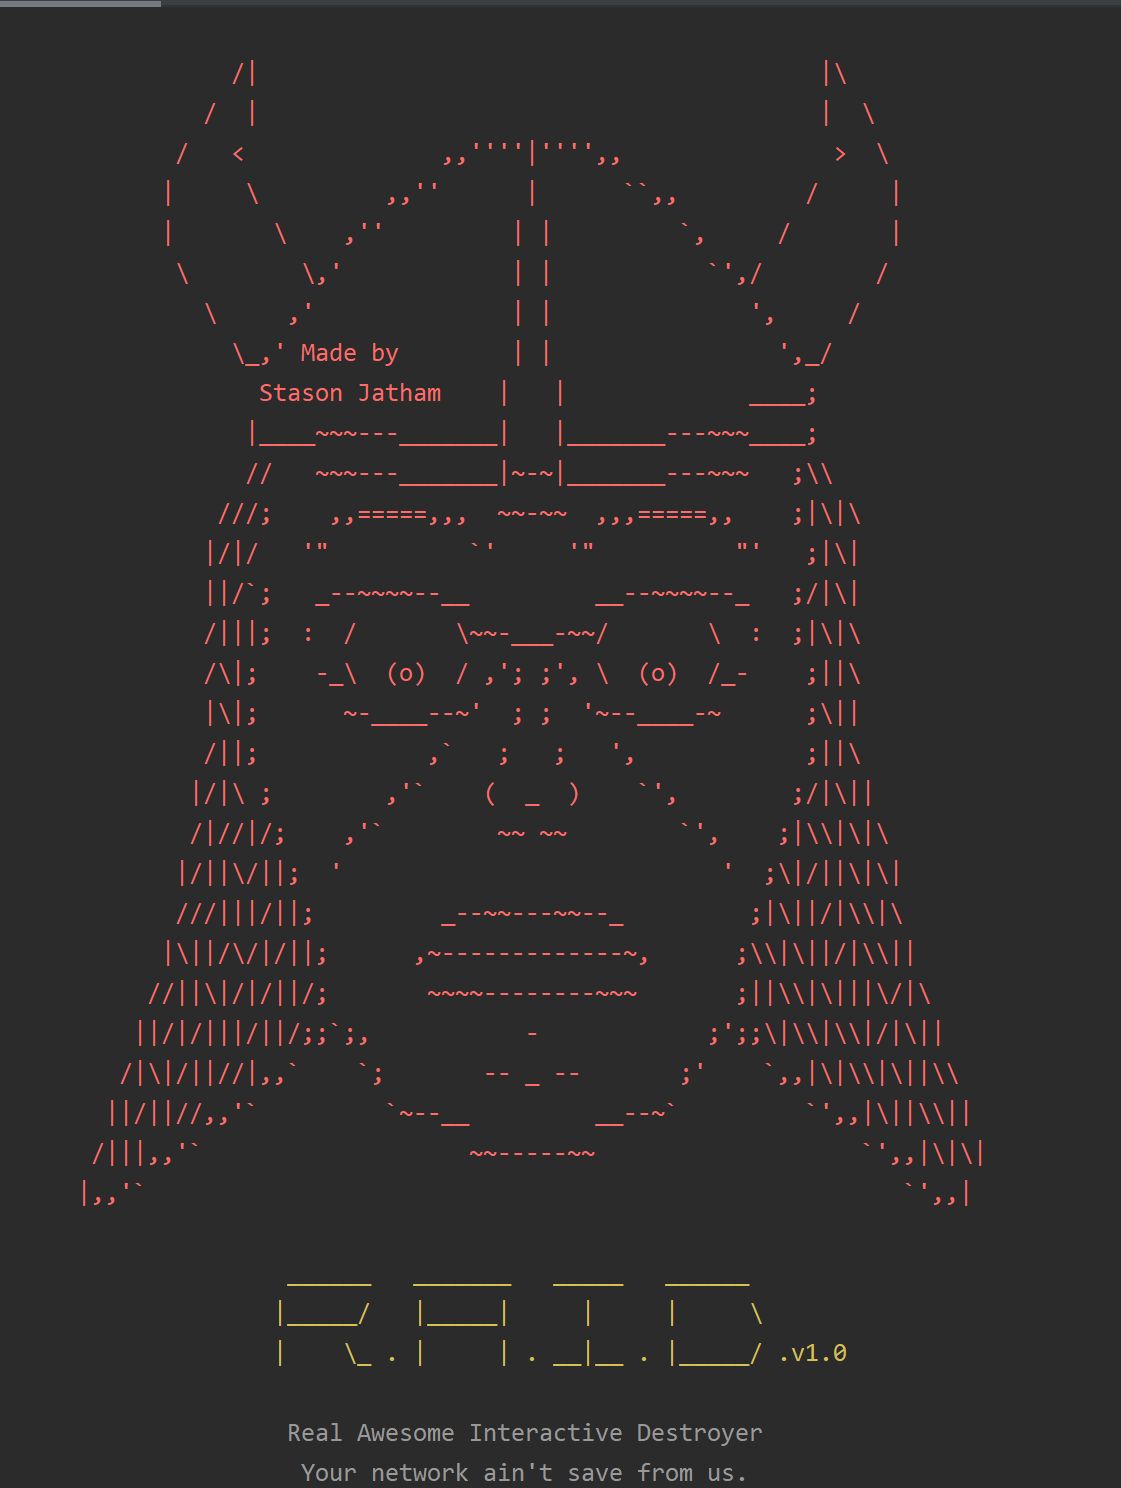 Made by
Stason Jatham
R.A.I.D.v1.0
Real Awesome Interactive Destroyer
Your network ain't save from us.